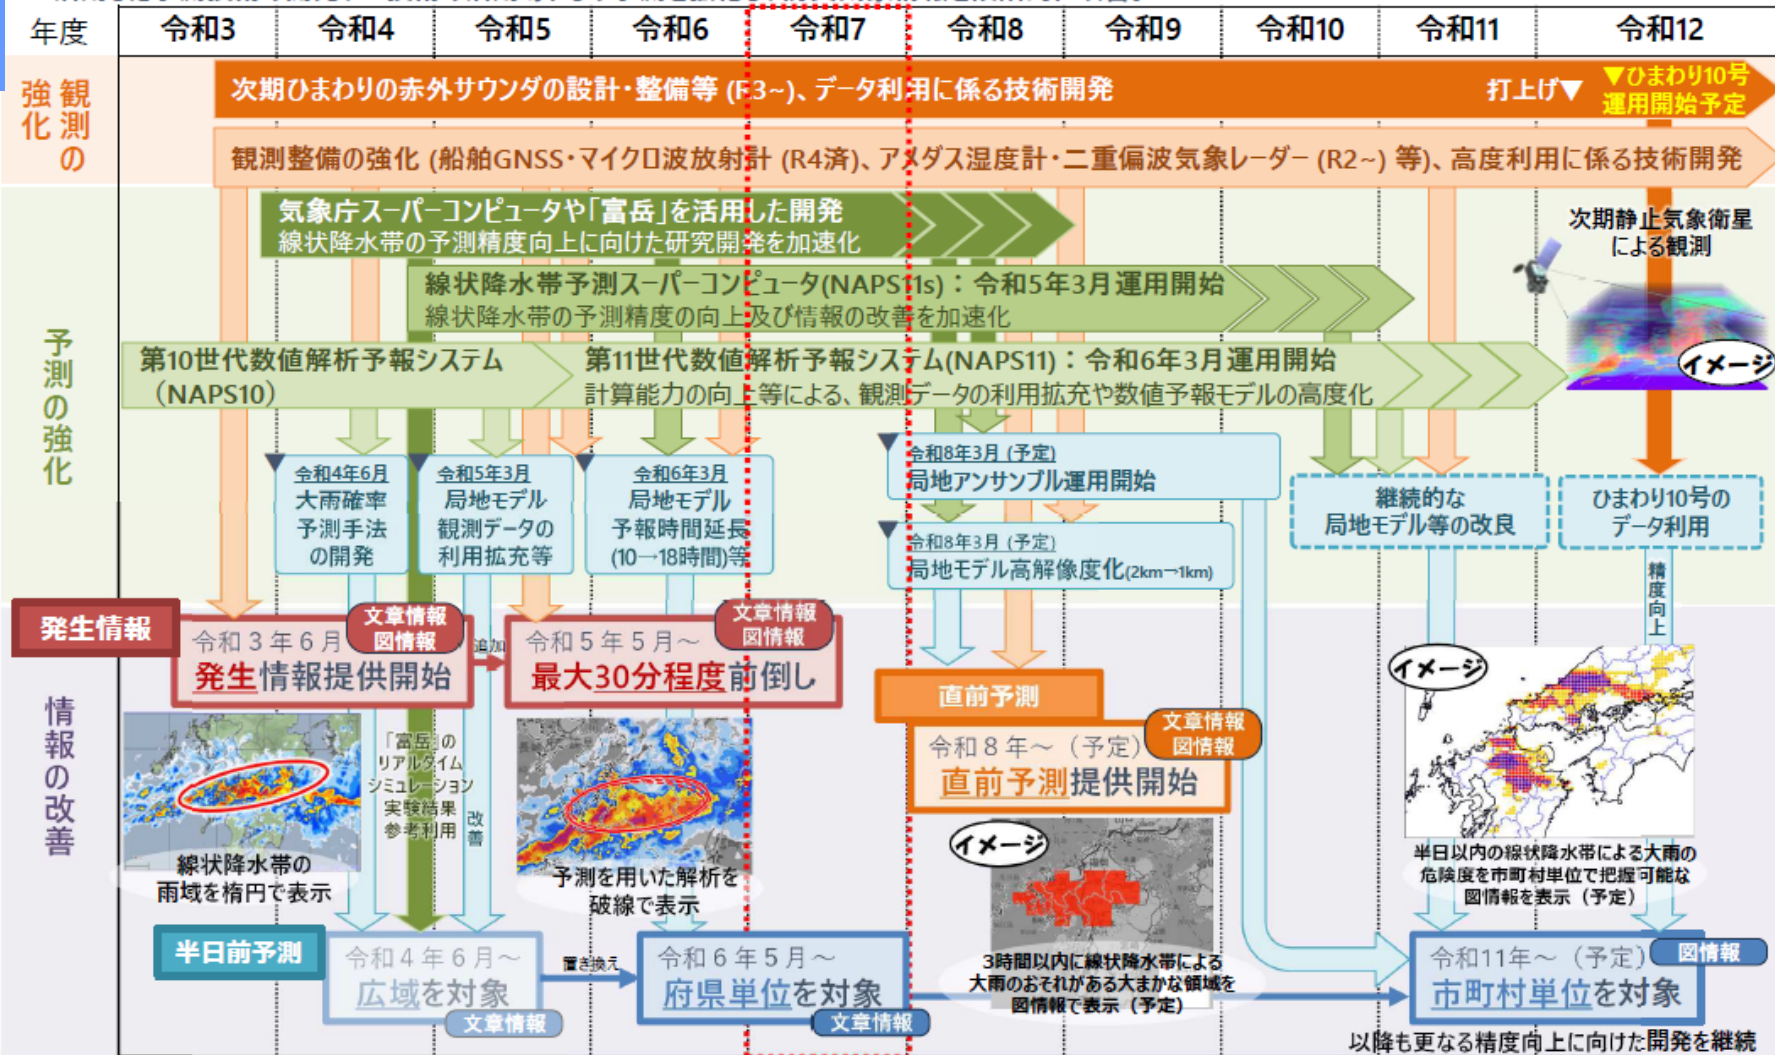 年度
令和3
令和4
令和5
令和6
令和7
令和8
令和9
令和10
令和11
令和12
観測の
強化
次期ひまわりの赤外サウンダの設計・整備等 (R3~)、データ利用に係る技術開発
打上げ▼
▼ひまわり10号
運用開始予定
観測整備の強化 (船舶GNSS・マイクロ波放射計 (R4済)、アメダス湿度計・二重偏波気象レーダー (R2~) 等)、高度利用に係る技術開発
予測の強化
気象庁スーパーコンピュータや「富岳」を活用した開発
線状降水帯の予測精度向上に向けた研究開発を加速化
線状降水帯予測スーパーコンピュータ(NAPS11s)：令和5年3月運用開始
線状降水帯の予測精度の向上及び情報の改善を加速化
第10世代数値解析予報システム
（NAPS10）
第11世代数値解析予報システム(NAPS11)：令和6年3月運用開始
計算能力の向上等による、観測データの利用拡充や数値予報モデルの高度化
次期静止気象衛星
による観測
イメージ
令和4年6月
大雨確率
予測手法
の開発
令和5年3月
局地モデル
観測データの
利用拡充等
令和6年3月
局地モデル
予報時間延長
(10→18時間)等
令和8年3月 (予定)
局地アンサンブル運用開始
令和8年3月 (予定)
局地モデル高解像度化(2km→1km)
継続的な
局地モデル等の改良
ひまわり10号の
データ利用
精度向上
情報の改善
発生情報
令和３年６月
発生情報提供開始
文章情報
図情報
追加
令和５年５月～
最大30分程度前倒し
文章情報
図情報
直前予測
令和８年～（予定）
直前予測提供開始
文章情報
図情報
線状降水帯の
雨域を楕円で表示
「富岳」の
リアルタイム
シミュレーション
実験結果
参考利用
改善
予測を用いた解析を
破線で表示
イメージ
3時間以内に線状降水帯による
大雨のおそれがある大まかな領域を
図情報で表示（予定）
イメージ
半日以内の線状降水帯による大雨の
危険度を市町村単位で把握可能な
図情報を表示（予定）
半日前予測
令和４年６月～
広域を対象
文章情報
置き換え
令和６年５月～
府県単位を対象
文章情報
令和11年～（予定）
市町村単位を対象
図情報
以降も更なる精度向上に向けた開発を継続